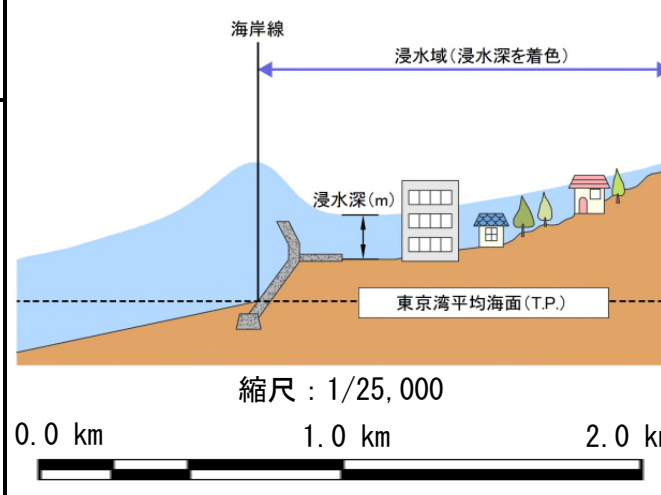 海岸線
浸水域(浸水深を着色)
浸水深(m)
東京湾平均海面(T.P.)
縮尺：1/25,000
0.0 km 1.0 km 2.0 km